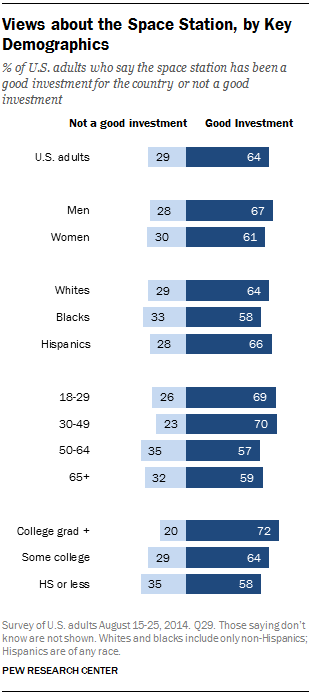 Views about the Space Station, by Key
Demographics
% of U.S. adults who say the space station has been a
good investment for the country or not a good
investment
Not a good investment Good Investment
U.S. adults 29 64
Men 28 67
Women 30 61
Whites 29 64
Blacks 33 58
Hispanics 28 66
18-29 26 69
30-49 23 70
50-64 35 57
65+ 32 59
College grad + 20 72
Some college 29 64
HS or less 35 58
Survey of U.S. adults August 15-25, 2014. Q29. Those saying don't
know are not shown. Whites and blacks include only non-Hispanics;
Hispanics are of any race.
PEW RESEARCH CENTER